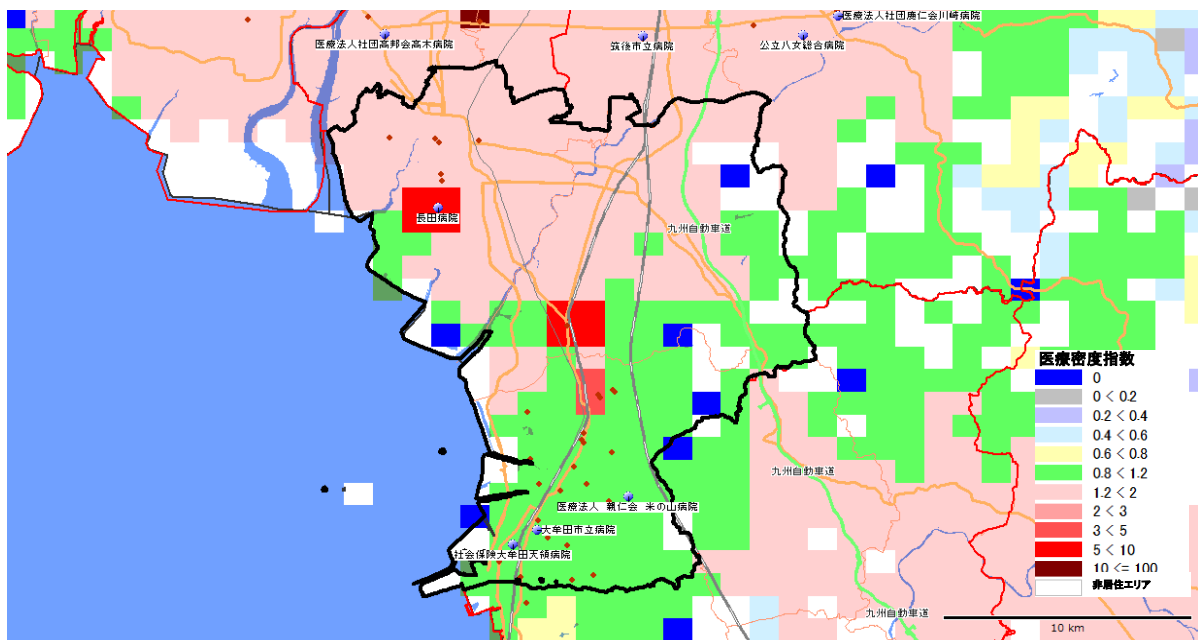 医療法人社団慶仁会川崎病院
医療法人社団高邦会高木病院
筑後市立病院
公立八女総合病院
長田病院
九州自動車道
医療密度指数
0
0 < 0.2
0.2 < 0.4
0.4 < 0.6
0.6 < 0.8
0.8 < 1.2
1.2 < 2
2 < 3
3 < 5
5 < 10
10 <= 100
非居住エリア
九州自動車道
医療法人 親仁会 米の山病院
大牟田市立病院
社会保険大牟田天領病院
九州自動車道
10 km